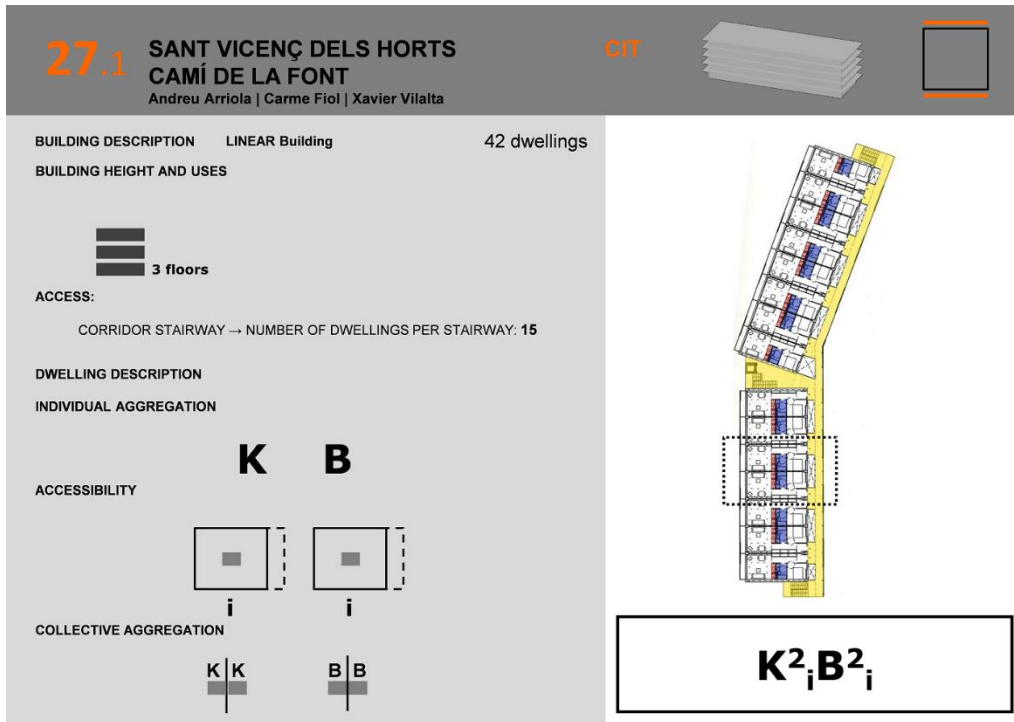 27.1
SANT VICENÇ DELS HORTS
CAMÍ DE LA FONT
Andreu Arriola | Carme Fiol | Xavier Vilalta
CIT
BUILDING DESCRIPTION LINEAR Building 42 dwellings
BUILDING HEIGHT AND USES
3 floors
ACCESS:
CORRIDOR STAIRWAY → NUMBER OF DWELLINGS PER STAIRWAY: 15
DWELLING DESCRIPTION
INDIVIDUAL AGGREGATION
K B
ACCESSIBILITY
i i
COLLECTIVE AGGREGATION
K K B B
K²ᵢB²ᵢ